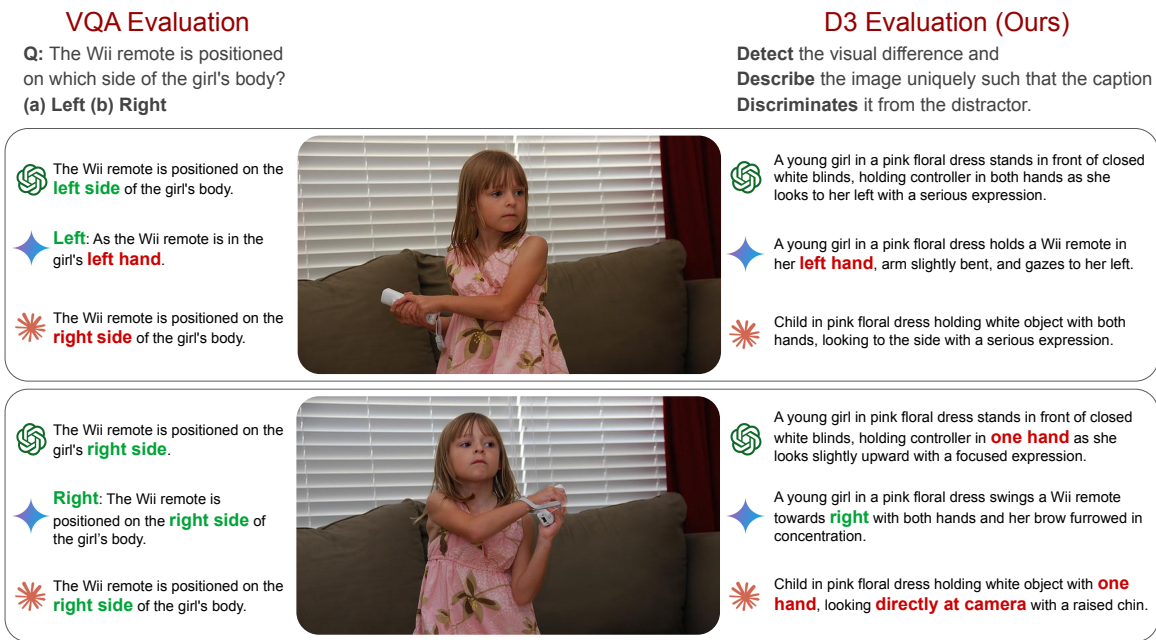 VQA Evaluation
Q: The Wii remote is positioned
on which side of the girl's body?
(a) Left (b) Right
D3 Evaluation (Ours)
Detect the visual difference and
Describe the image uniquely such that the caption
Discriminates it from the distractor.
The Wii remote is positioned on the
left side of the girl's body.
Left: As the Wii remote is in the
girl's left hand.
The Wii remote is positioned on the
right side of the girl's body.
A young girl in a pink floral dress stands in front of closed
white blinds, holding controller in both hands as she
looks to her left with a serious expression.
A young girl in a pink floral dress holds a Wii remote in
her left hand, arm slightly bent, and gazes to her left.
Child in pink floral dress holding white object with both
hands, looking to the side with a serious expression.
The Wii remote is positioned on the
girl's right side.
Right: The Wii remote is
positioned on the right side of
the girl's body.
The Wii remote is positioned on the
right side of the girl's body.
A young girl in pink floral dress stands in front of closed
white blinds, holding controller in one hand as she
looks slightly upward with a focused expression.
A young girl in a pink floral dress swings a Wii remote
towards right with both hands and her brow furrowed in
concentration.
Child in pink floral dress holding white object with one
hand, looking directly at camera with a raised chin.